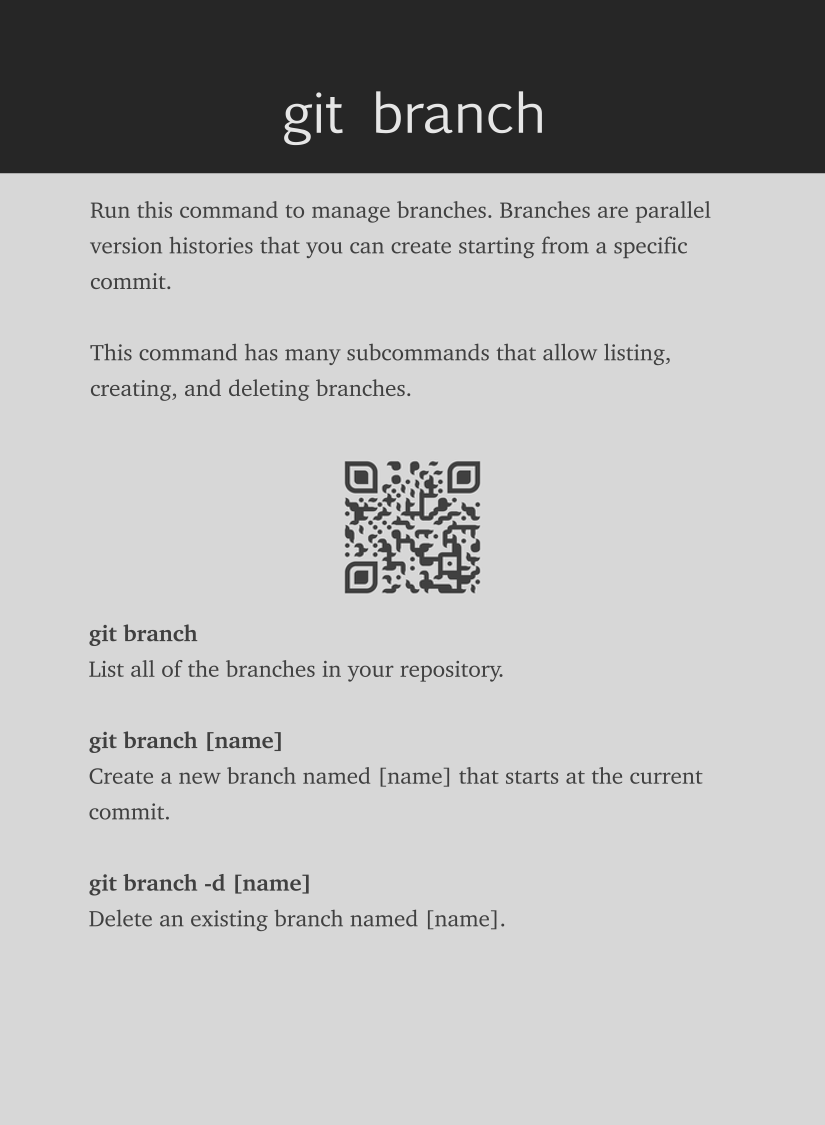 git branch
Run this command to manage branches. Branches are parallel
version histories that you can create starting from a specific
commit.
This command has many subcommands that allow listing,
creating, and deleting branches.
git branch
List all of the branches in your repository.
git branch [name]
Create a new branch named [name] that starts at the current
commit.
git branch -d [name]
Delete an existing branch named [name].